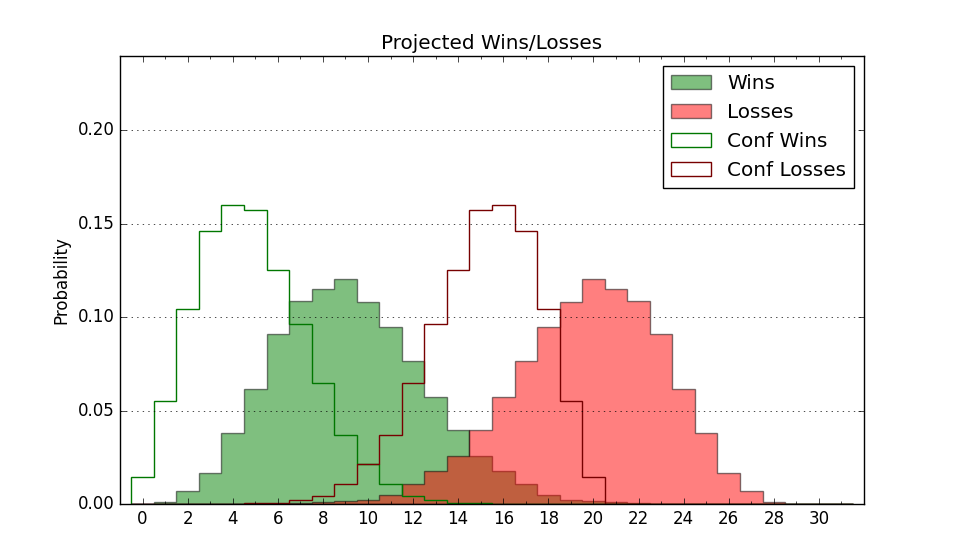 Projected Wins/Losses
Wins
Losses
Conf Wins
Conf Losses
Probability
0.20
0.15
0.10
0.05
0.00
0 2 4 6 8 10 12 14 16 18 20 22 24 26 28 30